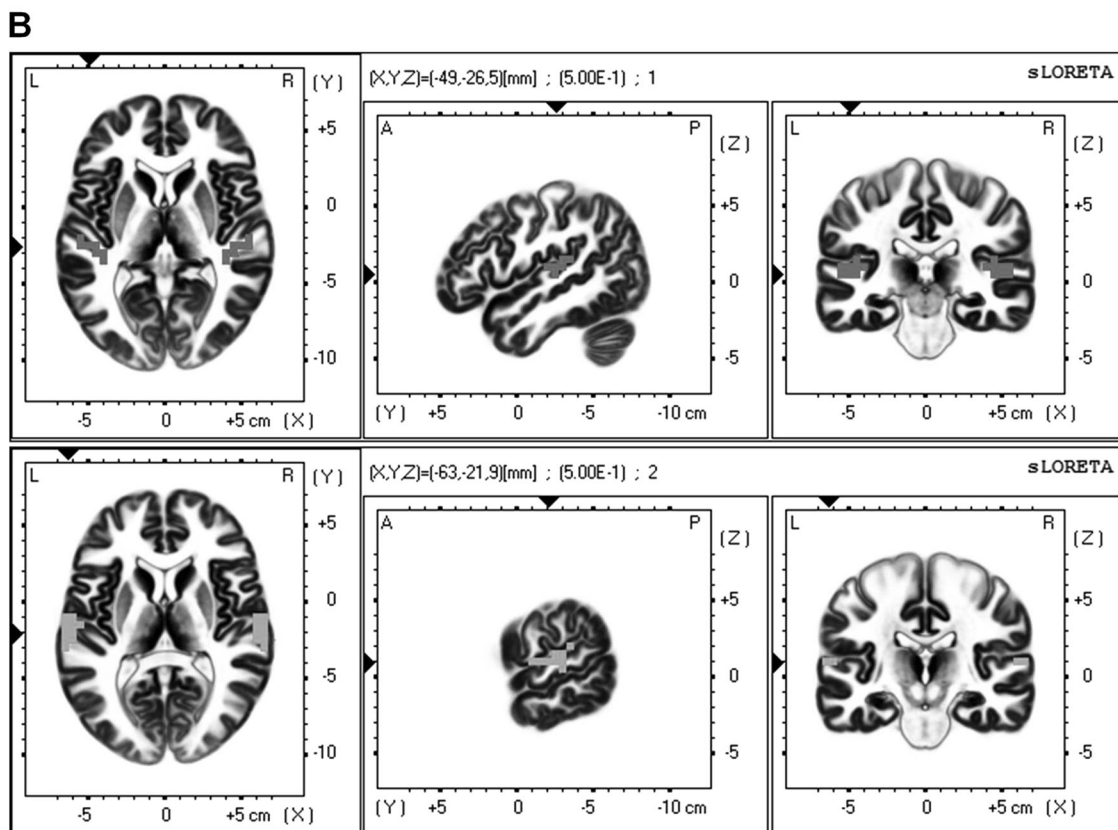 B
(X,Y,Z)=(-49,-26,5)[mm] ; (5.00E-1) ; 1
sLORETA
L R (Y)
+5
0
-5
-10
-5 0 +5 cm (X)
A P (Z)
+5
0
-5
(Y) +5 0 -5 -10 cm
L R (Z)
+5
0
-5
-5 0 +5 cm (X)
(X,Y,Z)=(-63,-21,9)[mm] ; (5.00E-1) ; 2
sLORETA
L R (Y)
+5
0
-5
-10
-5 0 +5 cm (X)
A P (Z)
+5
0
-5
(Y) +5 0 -5 -10 cm
L R (Z)
+5
0
-5
-5 0 +5 cm (X)